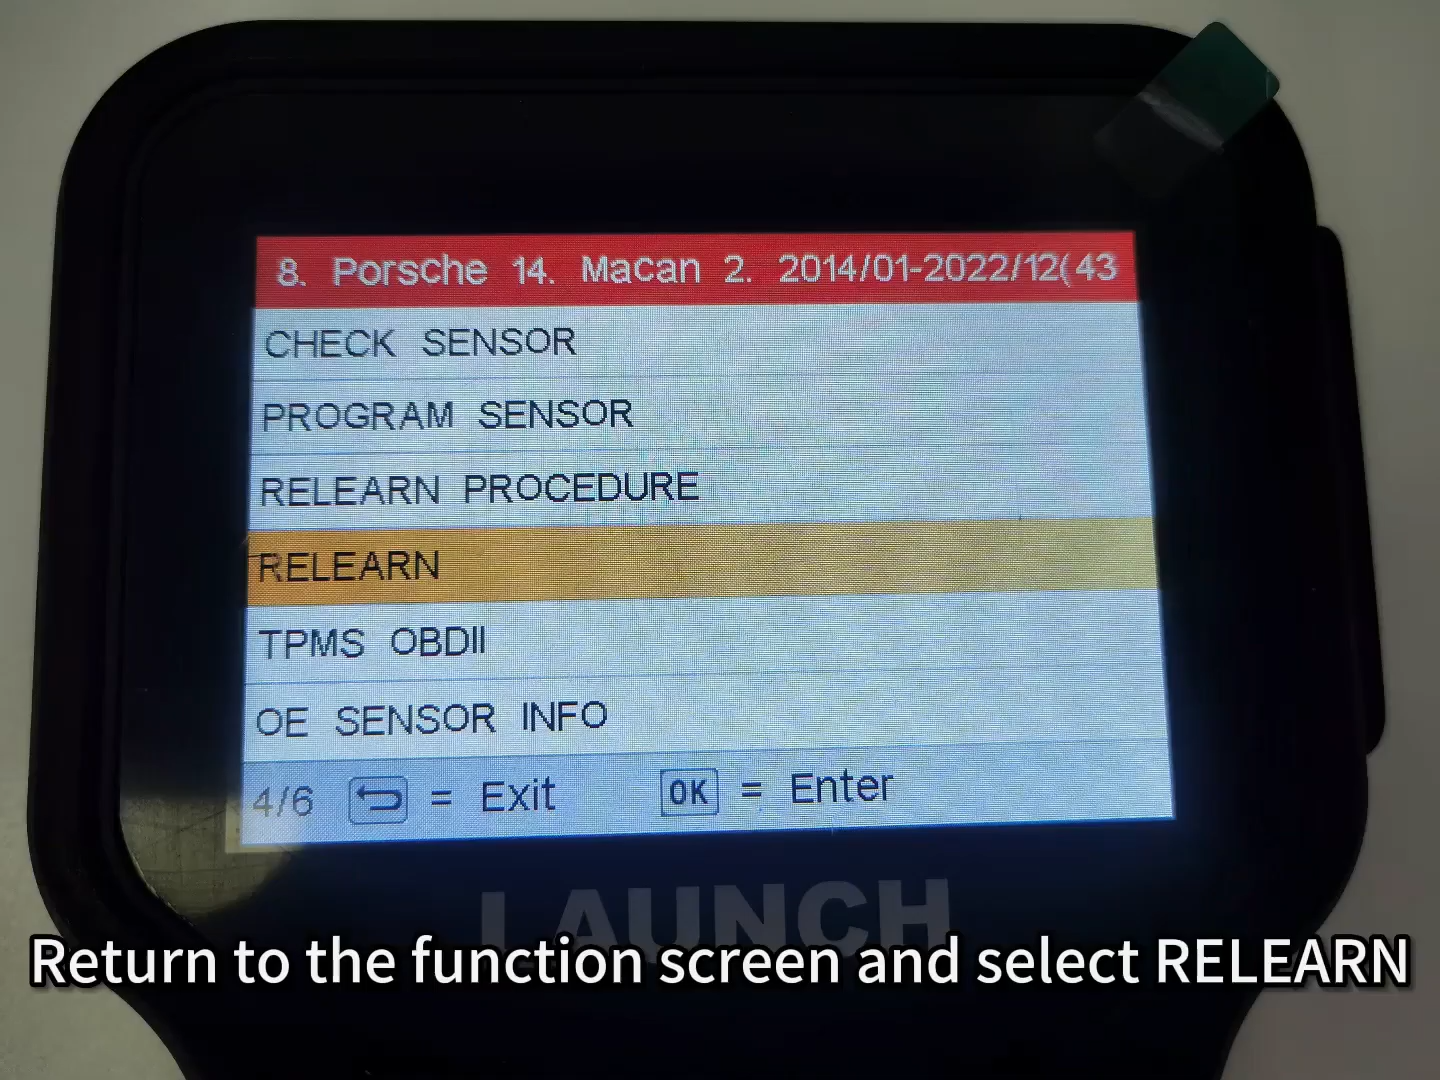 8. Porsche 14. Macan 2. 2014/01-2022/12(43
CHECK SENSOR
PROGRAM SENSOR
RELEARN PROCEDURE
RELEARN
TPMS OBDII
OE SENSOR INFO
4/6 = Exit OK = Enter
LAUNCH
Return to the function screen and select RELEARN